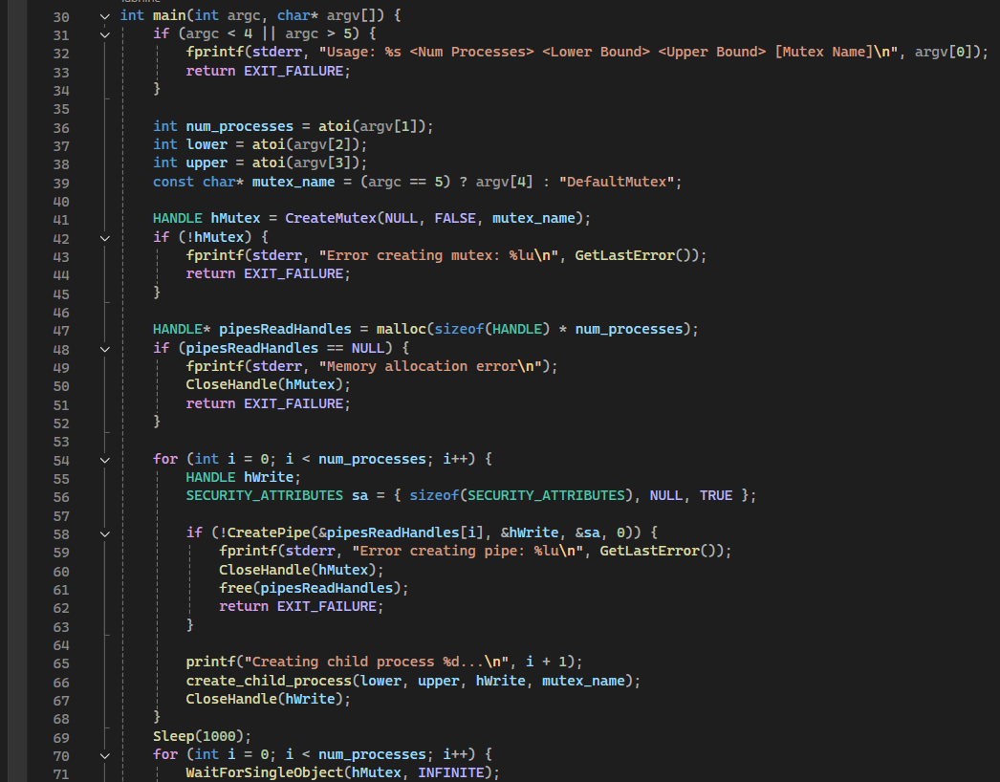 30 int main(int argc, char* argv[]) {
31     if (argc < 4 || argc > 5) {
32         fprintf(stderr, "Usage: %s <Num Processes> <Lower Bound> <Upper Bound> [Mutex Name]\n", argv[0]);
33         return EXIT_FAILURE;
34     }
35
36     int num_processes = atoi(argv[1]);
37     int lower = atoi(argv[2]);
38     int upper = atoi(argv[3]);
39     const char* mutex_name = (argc == 5) ? argv[4] : "DefaultMutex";
40
41     HANDLE hMutex = CreateMutex(NULL, FALSE, mutex_name);
42     if (!hMutex) {
43         fprintf(stderr, "Error creating mutex: %lu\n", GetLastError());
44         return EXIT_FAILURE;
45     }
46
47     HANDLE* pipesReadHandles = malloc(sizeof(HANDLE) * num_processes);
48     if (pipesReadHandles == NULL) {
49         fprintf(stderr, "Memory allocation error\n");
50         CloseHandle(hMutex);
51         return EXIT_FAILURE;
52     }
53
54     for (int i = 0; i < num_processes; i++) {
55         HANDLE hWrite;
56         SECURITY_ATTRIBUTES sa = { sizeof(SECURITY_ATTRIBUTES), NULL, TRUE };
57
58         if (!CreatePipe(&pipesReadHandles[i], &hWrite, &sa, 0)) {
59             fprintf(stderr, "Error creating pipe: %lu\n", GetLastError());
60             CloseHandle(hMutex);
61             free(pipesReadHandles);
62             return EXIT_FAILURE;
63         }
64
65         printf("Creating child process %d...\n", i + 1);
66         create_child_process(lower, upper, hWrite, mutex_name);
67         CloseHandle(hWrite);
68     }
69     Sleep(1000);
70     for (int i = 0; i < num_processes; i++) {
71         WaitForSingleObject(hMutex, INFINITE);